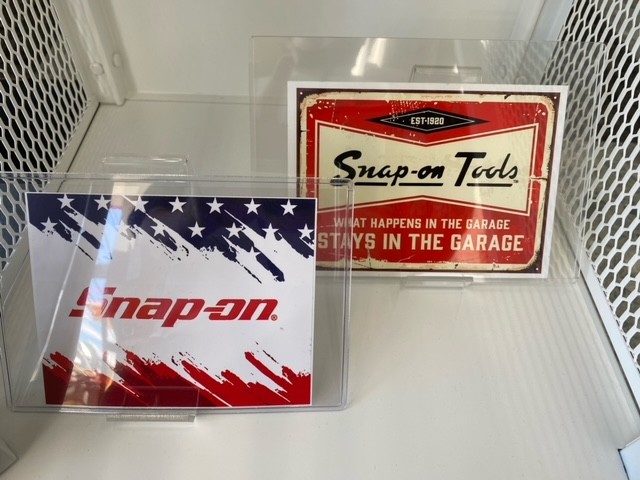 EST·1920
Snap-on Tools
WHAT HAPPENS IN THE GARAGE
STAYS IN THE GARAGE
Snap-on®